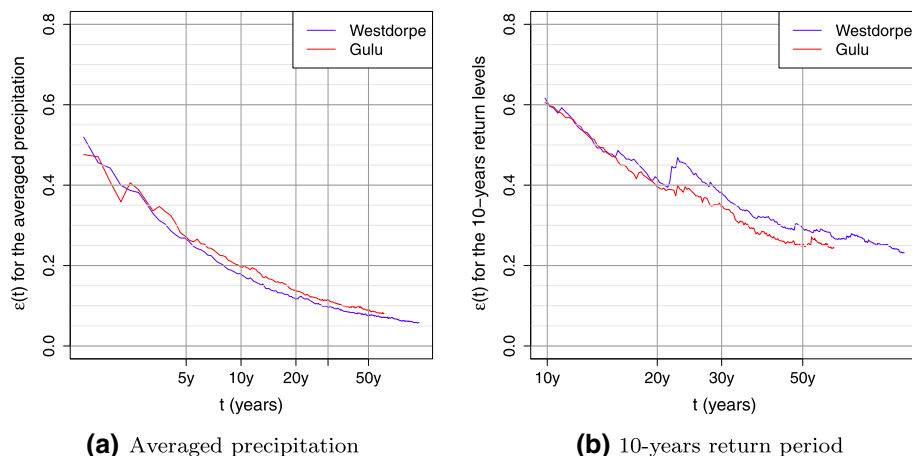 ε(t) for the averaged precipitation
0.0 0.2 0.4 0.6 0.8
Westdorpe
Gulu
5y 10y 20y 50y
t (years)
(a) Averaged precipitation
ε(t) for the 10−years return levels
0.0 0.2 0.4 0.6 0.8
Westdorpe
Gulu
10y 20y 30y 50y
t (years)
(b) 10-years return period